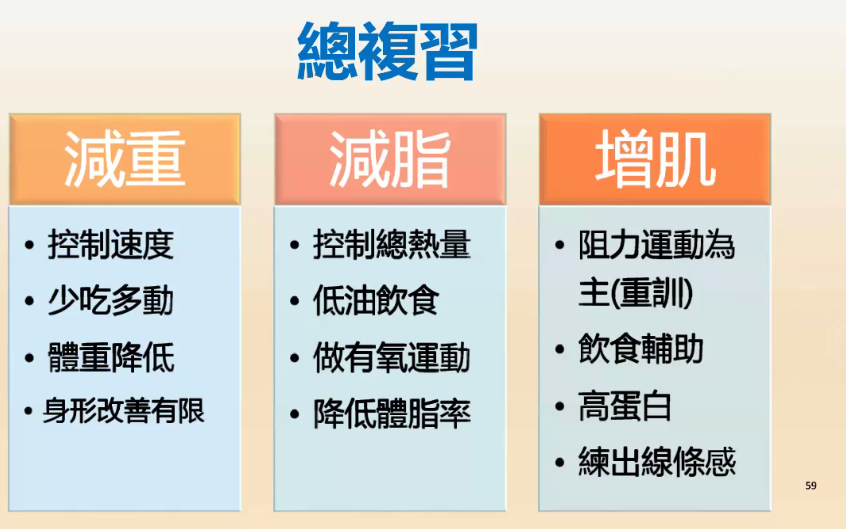 總複習
減重
• 控制速度
• 少吃多動
• 體重降低
• 身形改善有限
減脂
• 控制總熱量
• 低油飲食
• 做有氧運動
• 降低體脂率
增肌
• 阻力運動為
主(重訓)
• 飲食輔助
• 高蛋白
• 練出線條感
59